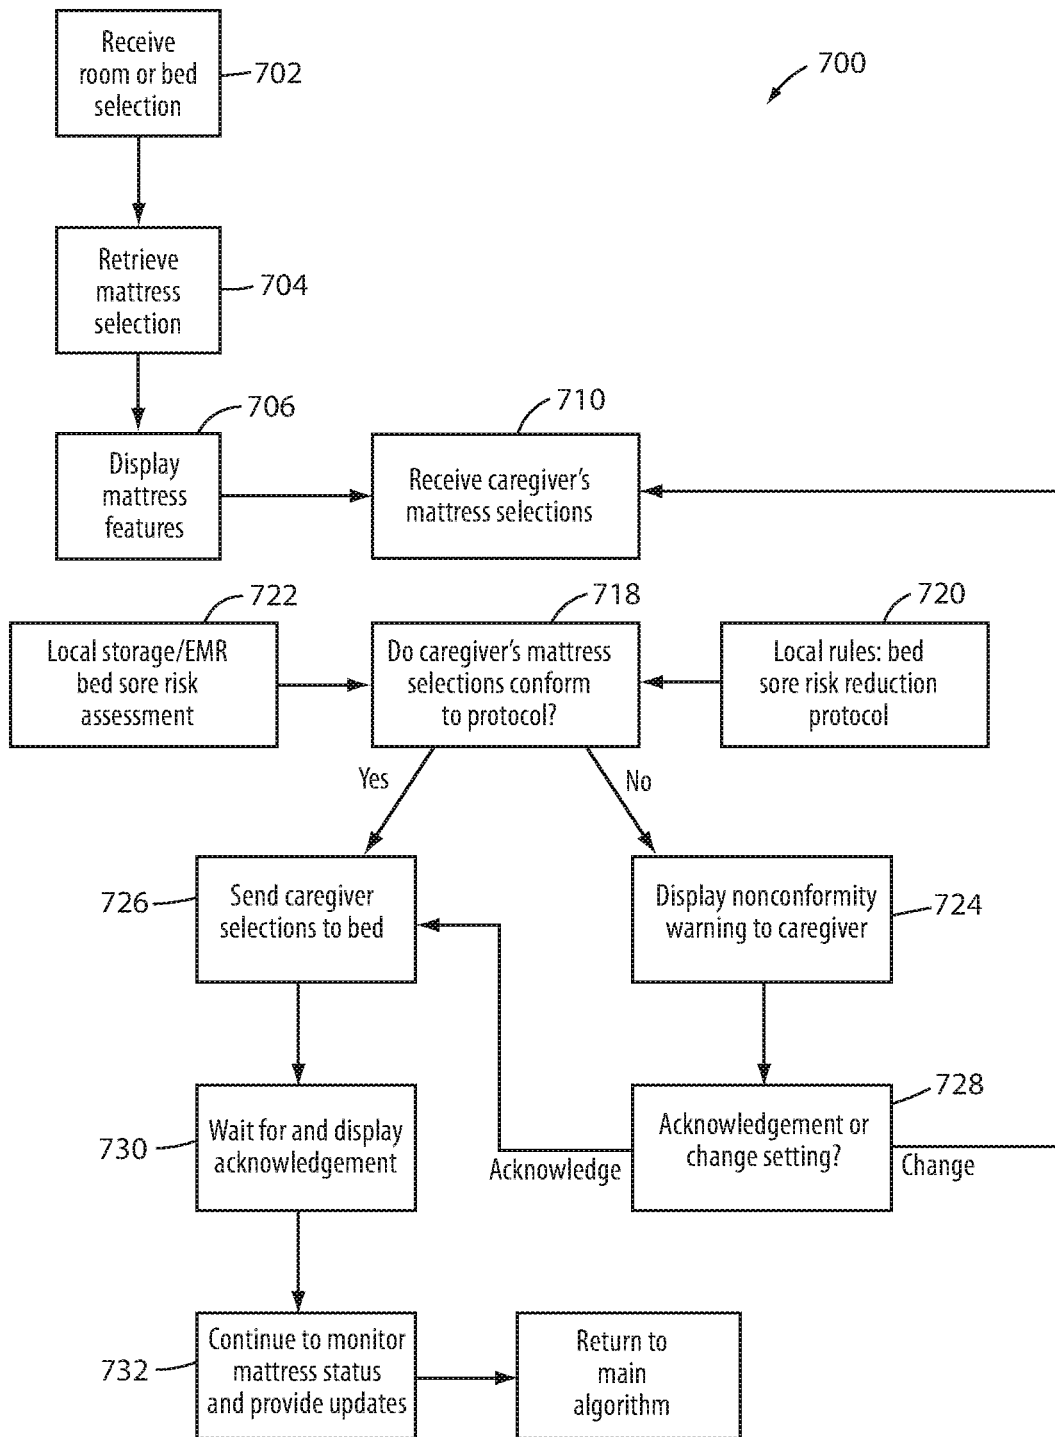 Receive
room or bed
selection
702
700
Retrieve
mattress
selection
704
706
Display
mattress
features
710
Receive caregiver's
mattress selections
722
Local storage/EMR
bed sore risk
assessment
718
Do caregiver's mattress
selections conform
to protocol?
720
Local rules: bed
sore risk reduction
protocol
Yes
No
726
Send caregiver
selections to bed
Display nonconformity
warning to caregiver
724
730
Wait for and display
acknowledgement
Acknowledge
728
Acknowledgement or
change setting?
Change
732
Continue to monitor
mattress status
and provide updates
Return to
main
algorithm